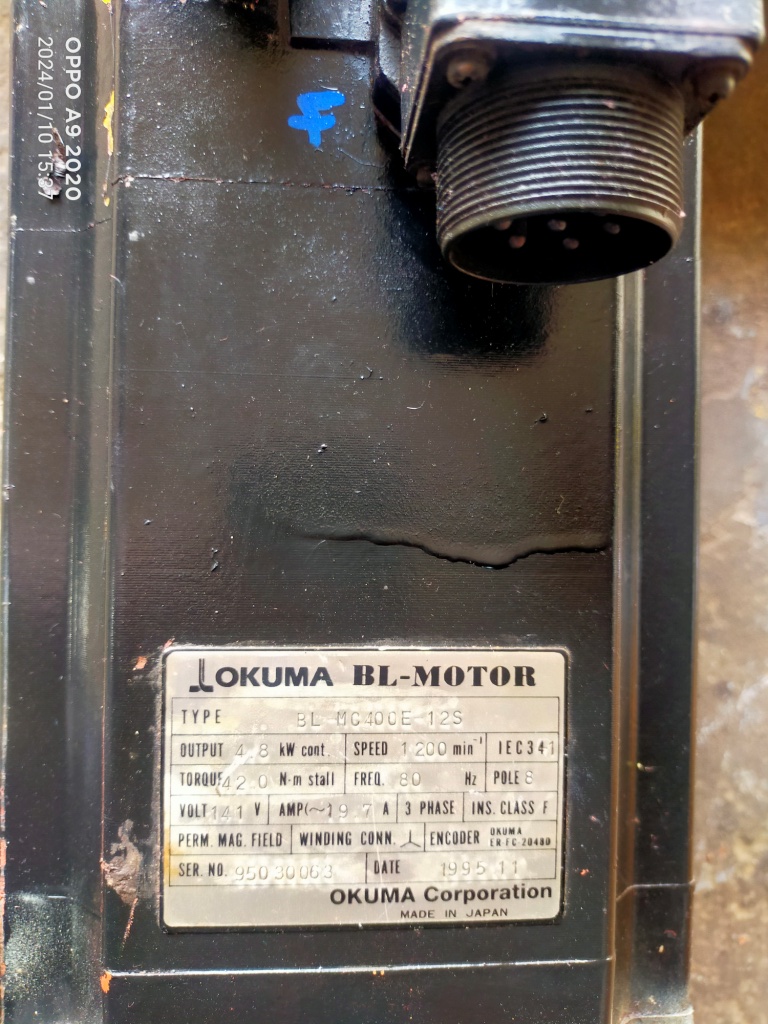 OPPO A9 2020
2024/01/10 15:37
OKUMA BL-MOTOR
TYPE BL-MC400E-12S
OUTPUT 4.8 kW cont. SPEED 1200 min⁻¹ IEC341
TORQUE 42.0 N·m stall FREQ. 80 Hz POLE 8
VOLT 141 V AMP(~) 19.7 A 3 PHASE INS. CLASS F
PERM. MAG. FIELD WINDING CONN. ENCODER OKUMA
ER-FC-2048D
SER. NO. 95030063 DATE 1995.11
OKUMA Corporation
MADE IN JAPAN